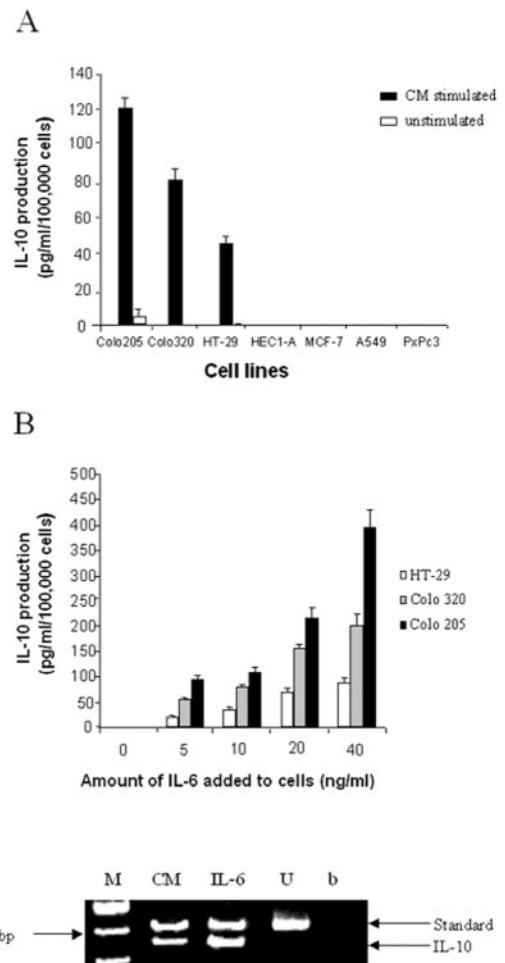 A
IL-10 production
(pg/ml/100,000 cells)
140
120
100
80
60
40
20
0
CM stimulated
unstimulated
Colo205 Colo320 HT-29 HEC1-A MCF-7 A549 PxPc3
Cell lines
B
IL-10 production
(pg/ml/100,000 cells)
500
450
400
350
300
250
200
150
100
50
0
HT-29
Colo 320
Colo 205
0 5 10 20 40
Amount of IL-6 added to cells (ng/ml)
M CM IL-6 U b
bp
Standard
IL-10